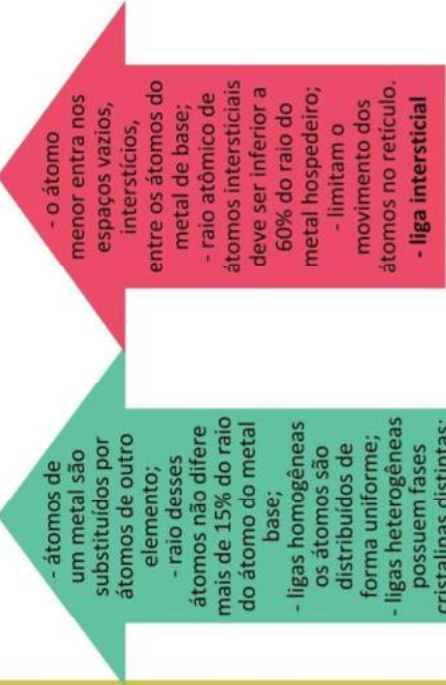 - átomos de
um metal são
substituídos por
átomos de outro
elemento;
- raio desses
átomos não difere
mais de 15% do raio
do átomo do metal
base;
- ligas homogêneas
os átomos são
distribuídos de
forma uniforme;
- ligas heterogêneas
possuem fases
cristalinas distintas;
- o átomo
menor entra nos
espaços vazios,
interstícios,
entre os átomos do
metal de base;
- raio atômico de
átomos intersticiais
deve ser inferior a
60% do raio do
metal hospedeiro;
- limitam o
movimento dos
átomos no retículo.
- liga intersticial